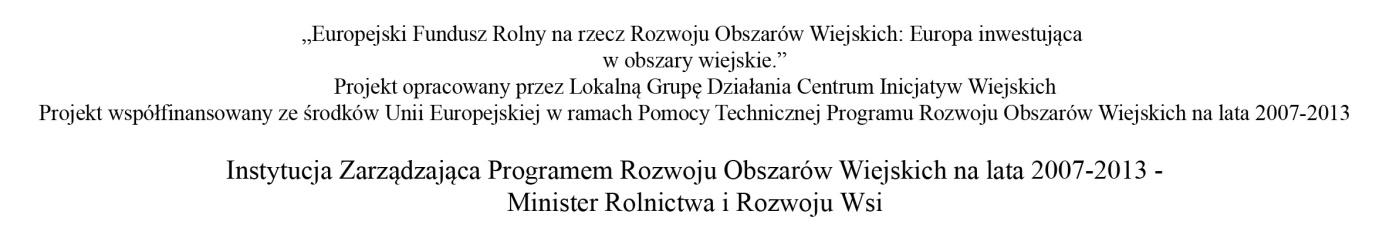 „Europejski Fundusz Rolny na rzecz Rozwoju Obszarów Wiejskich: Europa inwestująca
w obszary wiejskie.”
Projekt opracowany przez Lokalną Grupę Działania Centrum Inicjatyw Wiejskich
Projekt współfinansowany ze środków Unii Europejskiej w ramach Pomocy Technicznej Programu Rozwoju Obszarów Wiejskich na lata 2007-2013
Instytucja Zarządzająca Programem Rozwoju Obszarów Wiejskich na lata 2007-2013 -
Minister Rolnictwa i Rozwoju Wsi